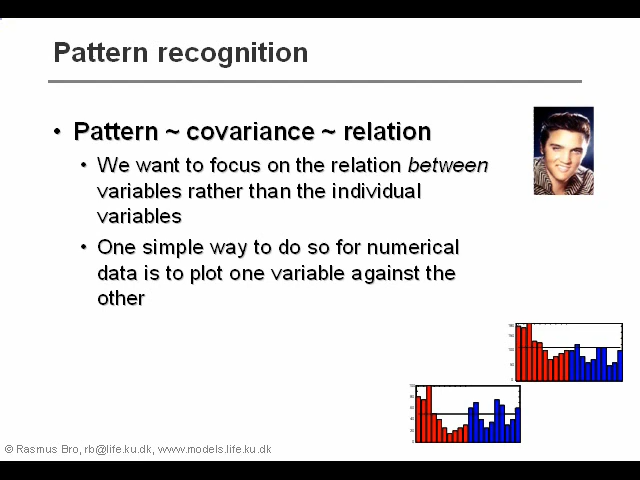 Pattern recognition
• Pattern ~ covariance ~ relation
• We want to focus on the relation between
variables rather than the individual
variables
• One simple way to do so for numerical
data is to plot one variable against the
other
© Rasmus Bro, rb@life.ku.dk, www.models.life.ku.dk